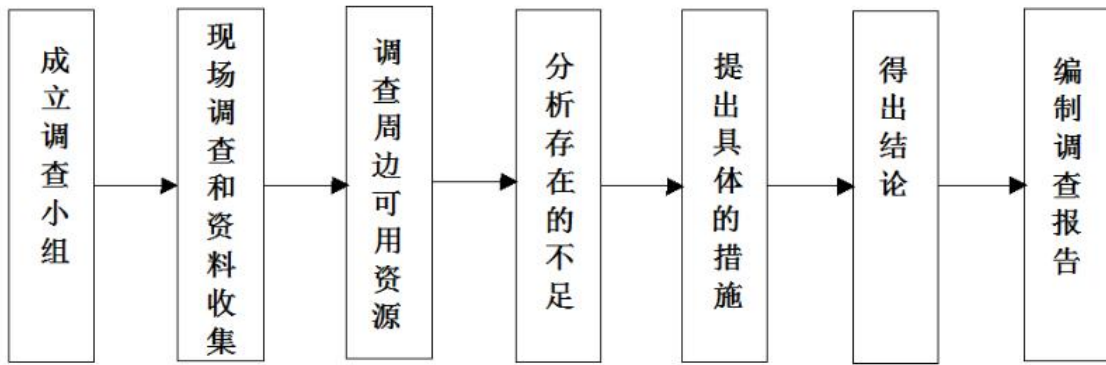 成立调查小组
现场调查和资料收集
调查周边可用资源
分析存在的不足
提出具体的措施
得出结论
编制调查报告